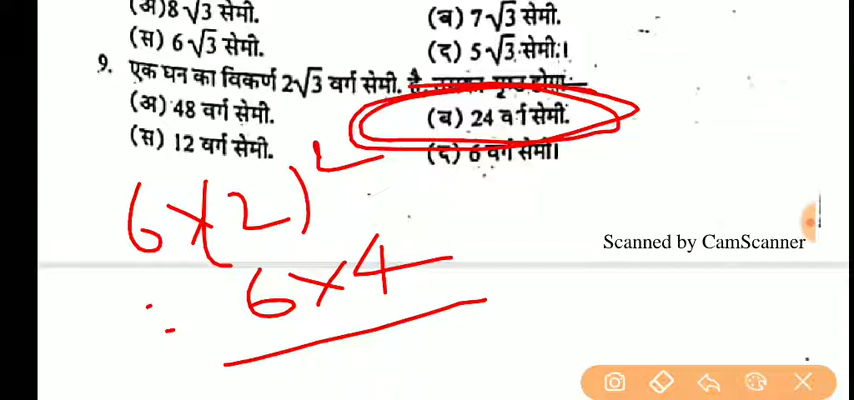 (अ) 8√3 सेमी. (ब) 7√3 सेमी.
(स) 6√3 सेमी. (द) 5√3 सेमी.।
9. एक घन का विकर्ण 2√3 वर्ग सेमी. है, उसका पृष्ठ होगा
(अ) 48 वर्ग सेमी. (ब) 24 वर्ग सेमी.
(स) 12 वर्ग सेमी. (द) 6 वर्ग सेमी।
6×(2)
6×4
Scanned by CamScanner